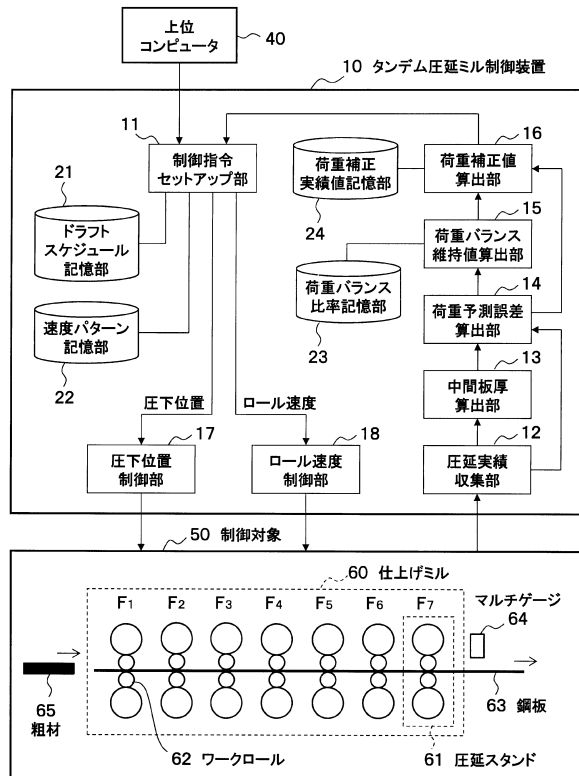 上位
コンピュータ
40
10 タンデム圧延ミル制御装置
11
制御指令
セットアップ部
16
荷重補正値
算出部
荷重補正
実績値記憶部
24
21
ドラフト
スケジュール
記憶部
15
荷重バランス
維持値算出部
荷重バランス
比率記憶部
23
14
荷重予測誤差
算出部
速度パターン
記憶部
22
13
中間板厚
算出部
圧下位置
ロール速度
17
圧下位置
制御部
18
ロール速度
制御部
12
圧延実績
収集部
50 制御対象
60 仕上げミル
F1 F2 F3 F4 F5 F6 F7
マルチゲージ
64
65
粗材
62 ワークロール
63 鋼板
61 圧延スタンド